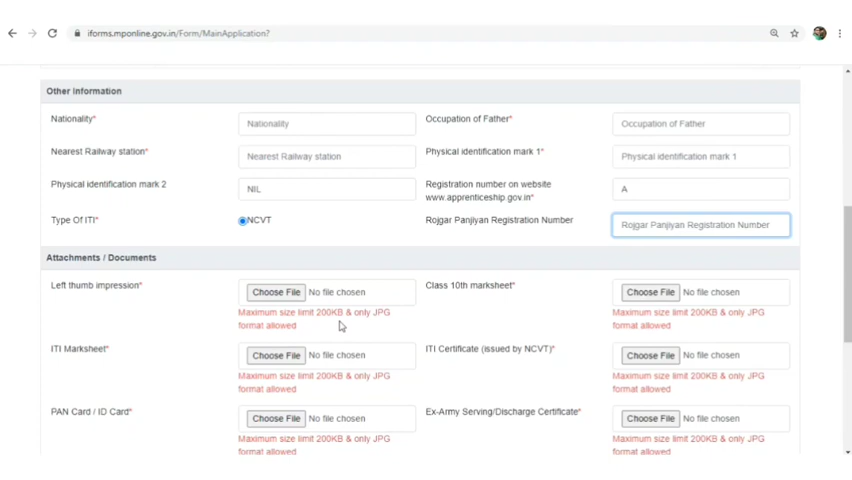 iforms.mponline.gov.in/Form/MainApplication?
Other Information
Nationality* Nationality Occupation of Father* Occupation of Father
Nearest Railway station* Nearest Railway station Physical identification mark 1* Physical identification mark 1
Physical identification mark 2 NIL Registration number on website
www.apprenticeship.gov.in* A
Type Of ITI* NCVT Rojgar Panjiyan Registration Number Rojgar Panjiyan Registration Number
Attachments / Documents
Left thumb impression* Choose File No file chosen Class 10th marksheet* Choose File No file chosen
Maximum size limit 200KB & only JPG Maximum size limit 200KB & only JPG
format allowed format allowed
ITI Marksheet* Choose File No file chosen ITI Certificate (issued by NCVT)* Choose File No file chosen
Maximum size limit 200KB & only JPG Maximum size limit 200KB & only JPG
format allowed format allowed
PAN Card / ID Card* Choose File No file chosen Ex-Army Serving/Discharge Certificate* Choose File No file chosen
Maximum size limit 200KB & only JPG Maximum size limit 200KB & only JPG
format allowed format allowed